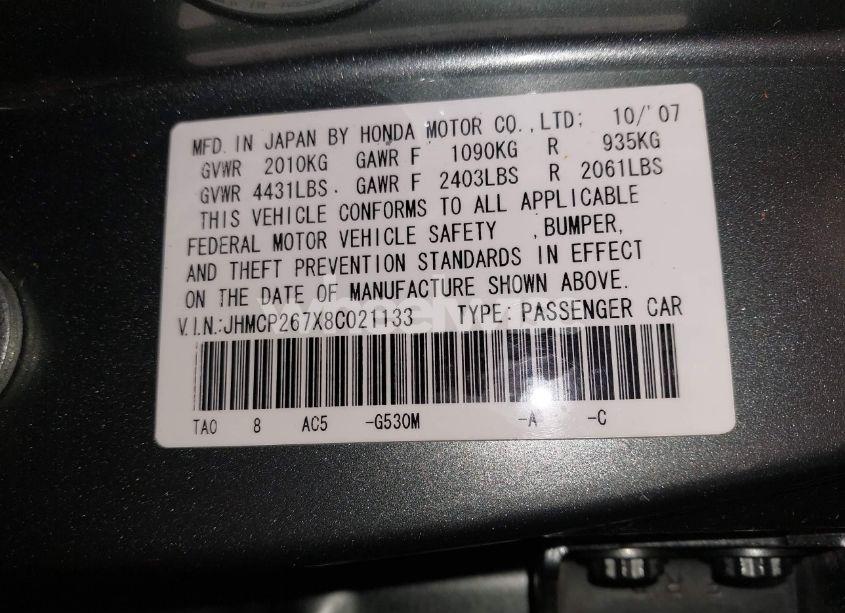 MFD. IN JAPAN BY HONDA MOTOR CO., LTD; 10/'07
GVWR 2010KG GAWR F 1090KG R 935KG
GVWR 4431LBS. GAWR F 2403LBS R 2061LBS
THIS VEHICLE CONFORMS TO ALL APPLICABLE
FEDERAL MOTOR VEHICLE SAFETY ,BUMPER,
AND THEFT PREVENTION STANDARDS IN EFFECT
ON THE DATE OF MANUFACTURE SHOWN ABOVE.
V.I.N.:JHMCP267X8C021133 TYPE: PASSENGER CAR
TA0 8 AC5 -G530M -A -C